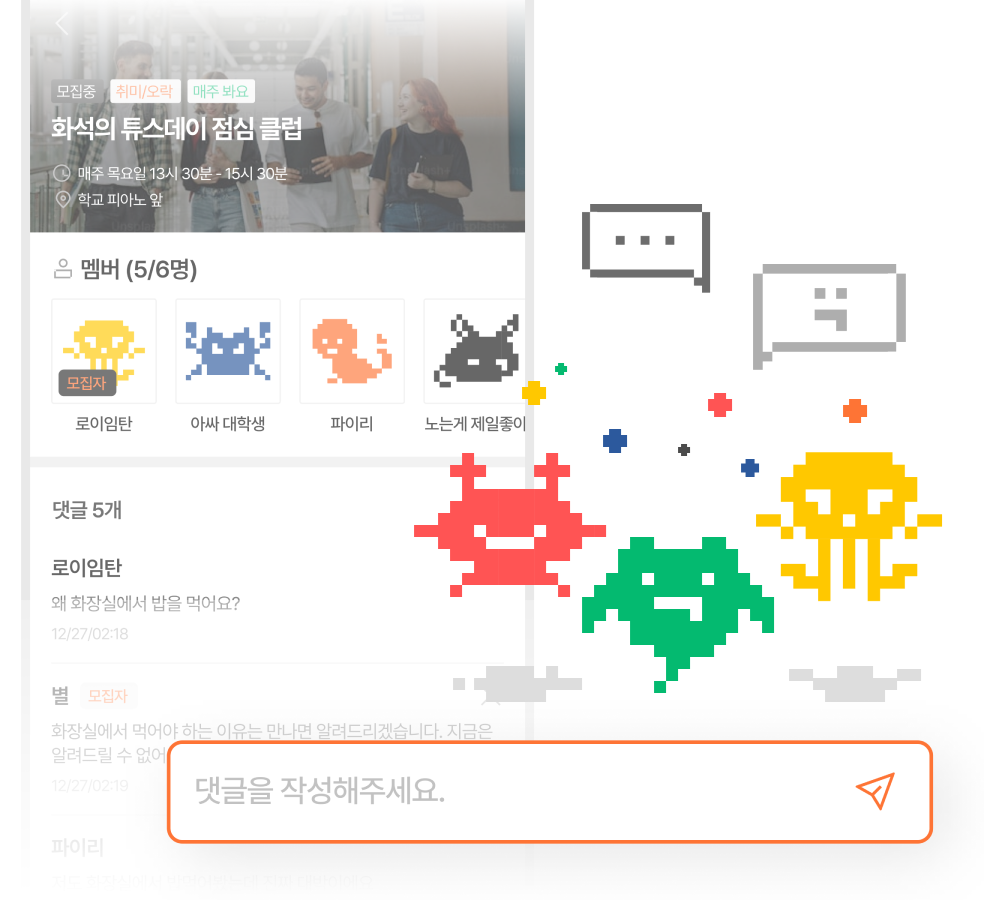 모집중 취미/오락 매주 봐요
화석의 튜스데이 점심 클럽
매주 목요일 13시 30분 - 15시 30분
학교 피아노 앞
멤버 (5/6명)
모집자
로이임탄 아싸 대학생 파이리 노는게 제일좋아
댓글 5개
로이임탄
왜 화장실에서 밥을 먹어요?
12/27/02:18
별 모집자
화장실에서 먹어야 하는 이유는 만나면 알려드리겠습니다. 지금은
알려드릴 수 없어
12/27/02:19
댓글을 작성해주세요.
파이리